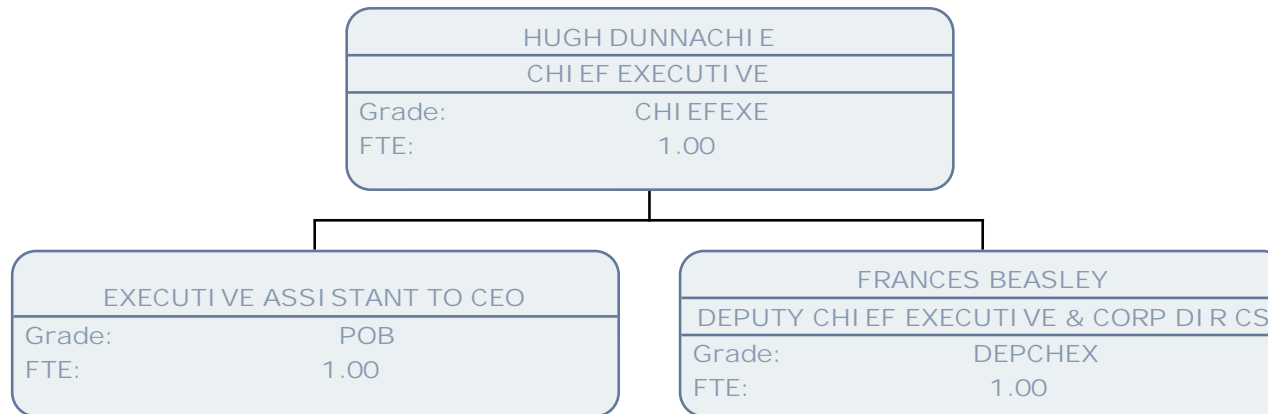 HUGH DUNNACHIE
CHIEF EXECUTIVE
Grade: CHIEFEXE
FTE: 1.00
EXECUTIVE ASSISTANT TO CEO
Grade: POB
FTE: 1.00
FRANCES BEASLEY
DEPUTY CHIEF EXECUTIVE & CORP DIR CS
Grade: DEPCHEX
FTE: 1.00